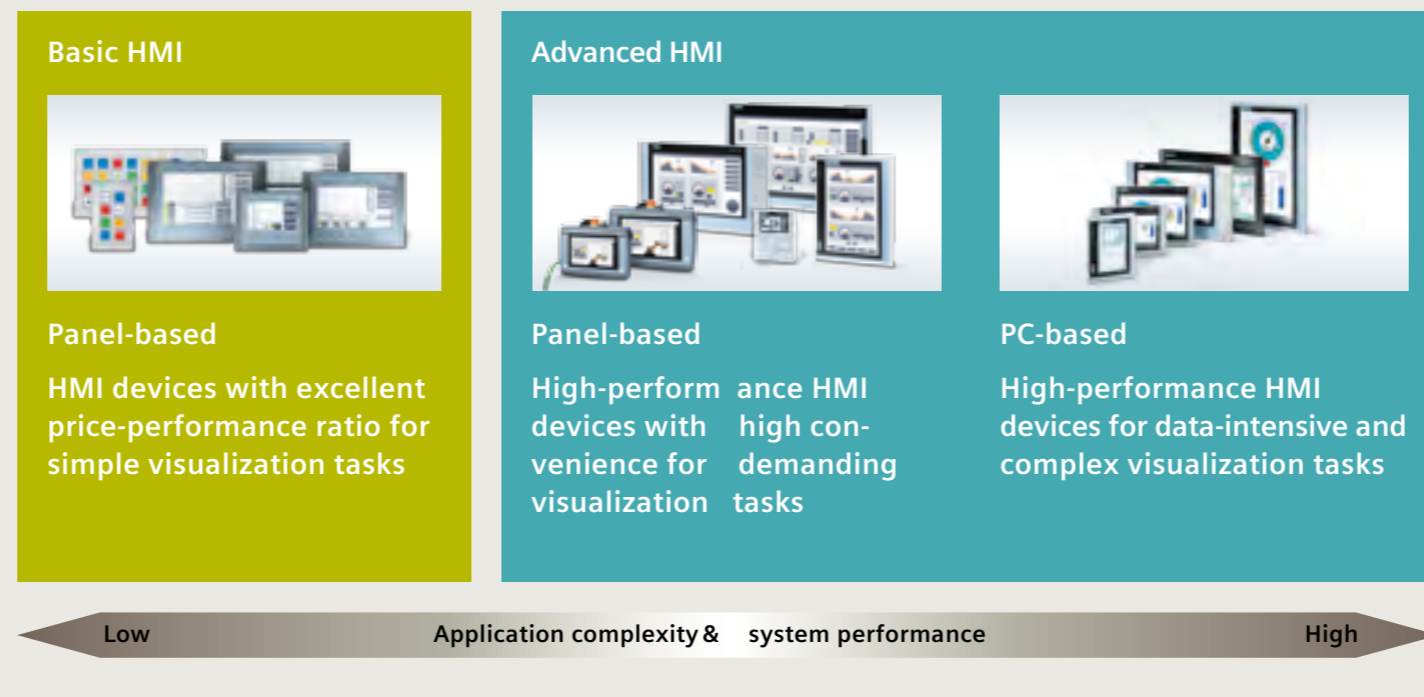 Basic HMI
Panel-based
HMI devices with excellent
price-performance ratio for
simple visualization tasks
Advanced HMI
Panel-based
High-perform ance HMI
devices with high con-
venience for demanding
visualization tasks
PC-based
High-performance HMI
devices for data-intensive and
complex visualization tasks
Low
Application complexity & system performance
High